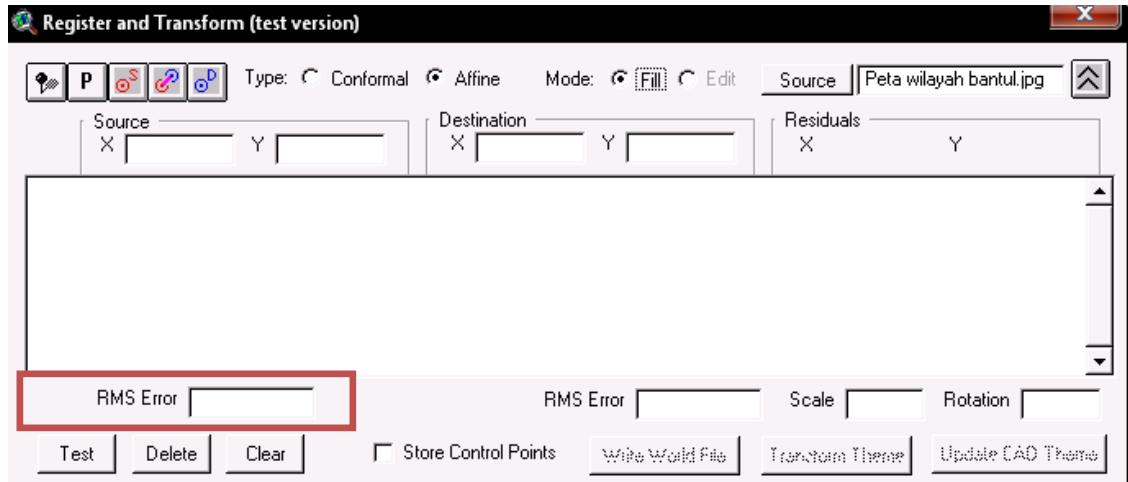 Register and Transform (test version)
X
P S P D Type: Conformal Affine Mode: Fill Edit Source Peta wilayah bantul.jpg
Source Destination Residuals
X Y X Y X Y
RMS Error RMS Error Scale Rotation
Test Delete Clear Store Control Points Write World File Transform Theme Update CAD Theme